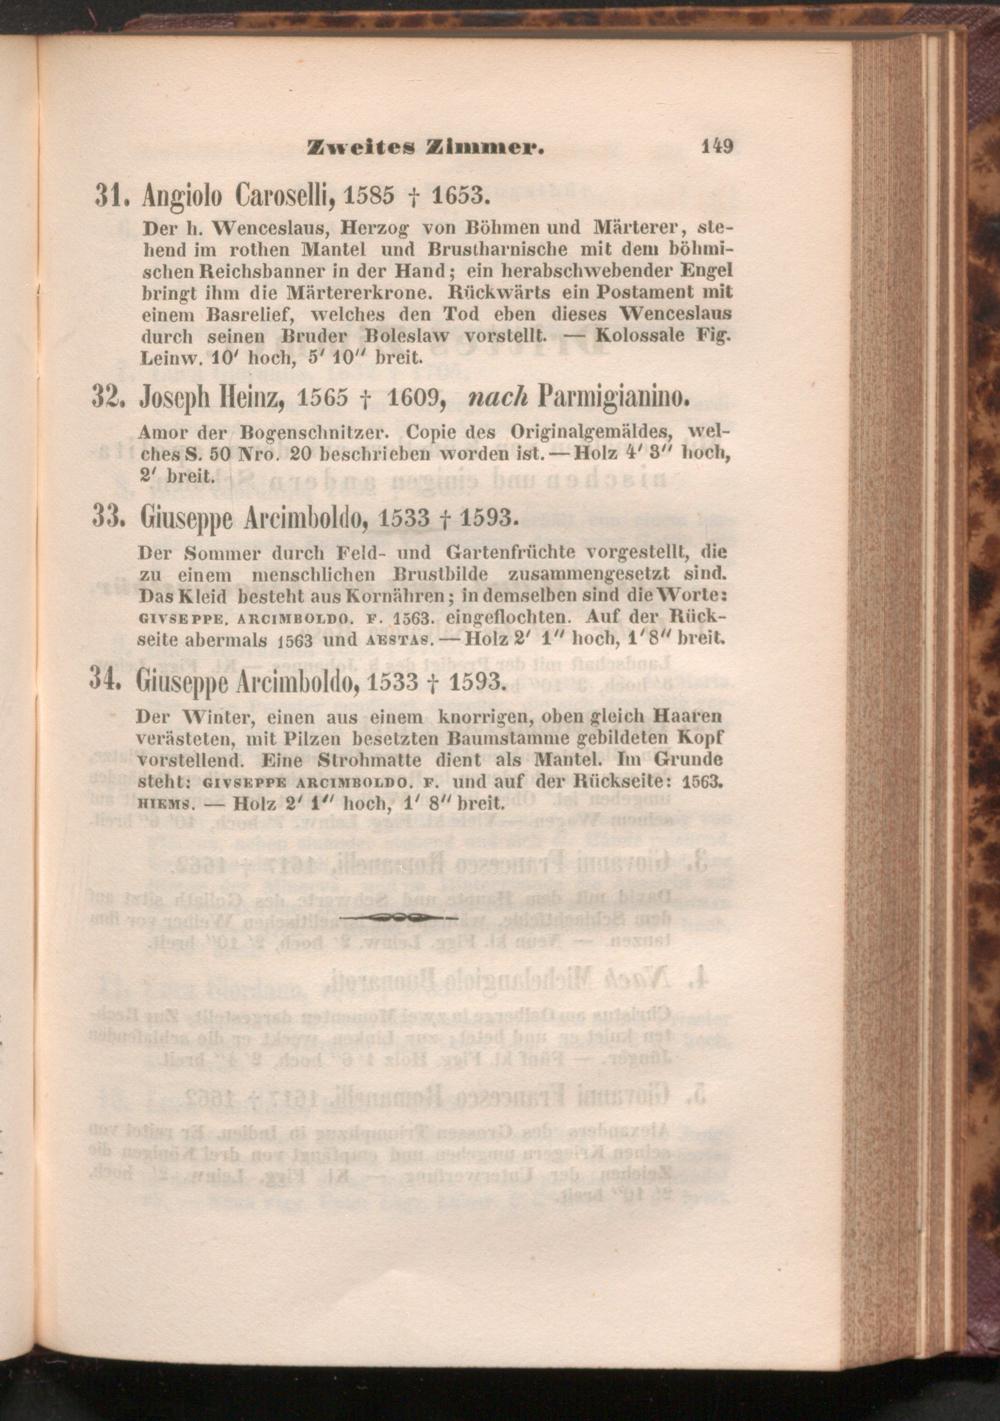 Zweites Zimmer. 149
31. Angiolo Caroselli, 1585 † 1653.
Der h. Wenceslaus, Herzog von Böhmen und Märterer, ste-
hend im rothen Mantel und Brustharnische mit dem böhmi-
schen Reichsbanner in der Hand; ein herabschwebender Engel
bringt ihm die Märtererkrone. Rückwärts ein Postament mit
einem Basrelief, welches den Tod eben dieses Wenceslaus
durch seinen Bruder Boleslaw vorstellt. — Kolossale Fig.
Leinw. 10′ hoch, 5′ 10″ breit.
32. Joseph Heinz, 1565 † 1609, nach Parmigianino.
Amor der Bogenschnitzer. Copie des Originalgemäldes, wel-
ches S. 50 Nro. 20 beschrieben worden ist. — Holz 4′ 3″ hoch,
2′ breit.
33. Giuseppe Arcimboldo, 1533 † 1593.
Der Sommer durch Feld- und Gartenfrüchte vorgestellt, die
zu einem menschlichen Brustbilde zusammengesetzt sind.
Das Kleid besteht aus Kornähren; in demselben sind die Worte:
GIVSEPPE. ARCIMBOLDO. F. 1563. eingeflochten. Auf der Rück-
seite abermals 1563 und AESTAS. — Holz 2′ 1″ hoch, 1′ 8″ breit.
34. Giuseppe Arcimboldo, 1533 † 1593.
Der Winter, einen aus einem knorrigen, oben gleich Haaren
verästeten, mit Pilzen besetzten Baumstamme gebildeten Kopf
vorstellend. Eine Strohmatte dient als Mantel. Im Grunde
steht: GIVSEPPE ARCIMBOLDO. F. und auf der Rückseite: 1563.
HIEMS. — Holz 2′ 1″ hoch, 1′ 8″ breit.